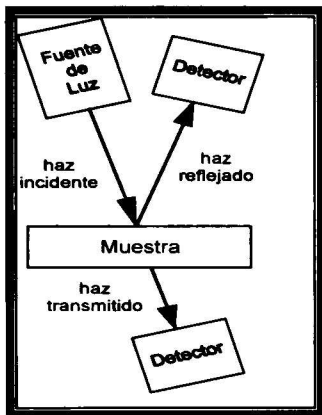 Fuente
de
Luz
Detector
haz
incidente
haz
reflejado
Muestra
haz
transmitido
Detector